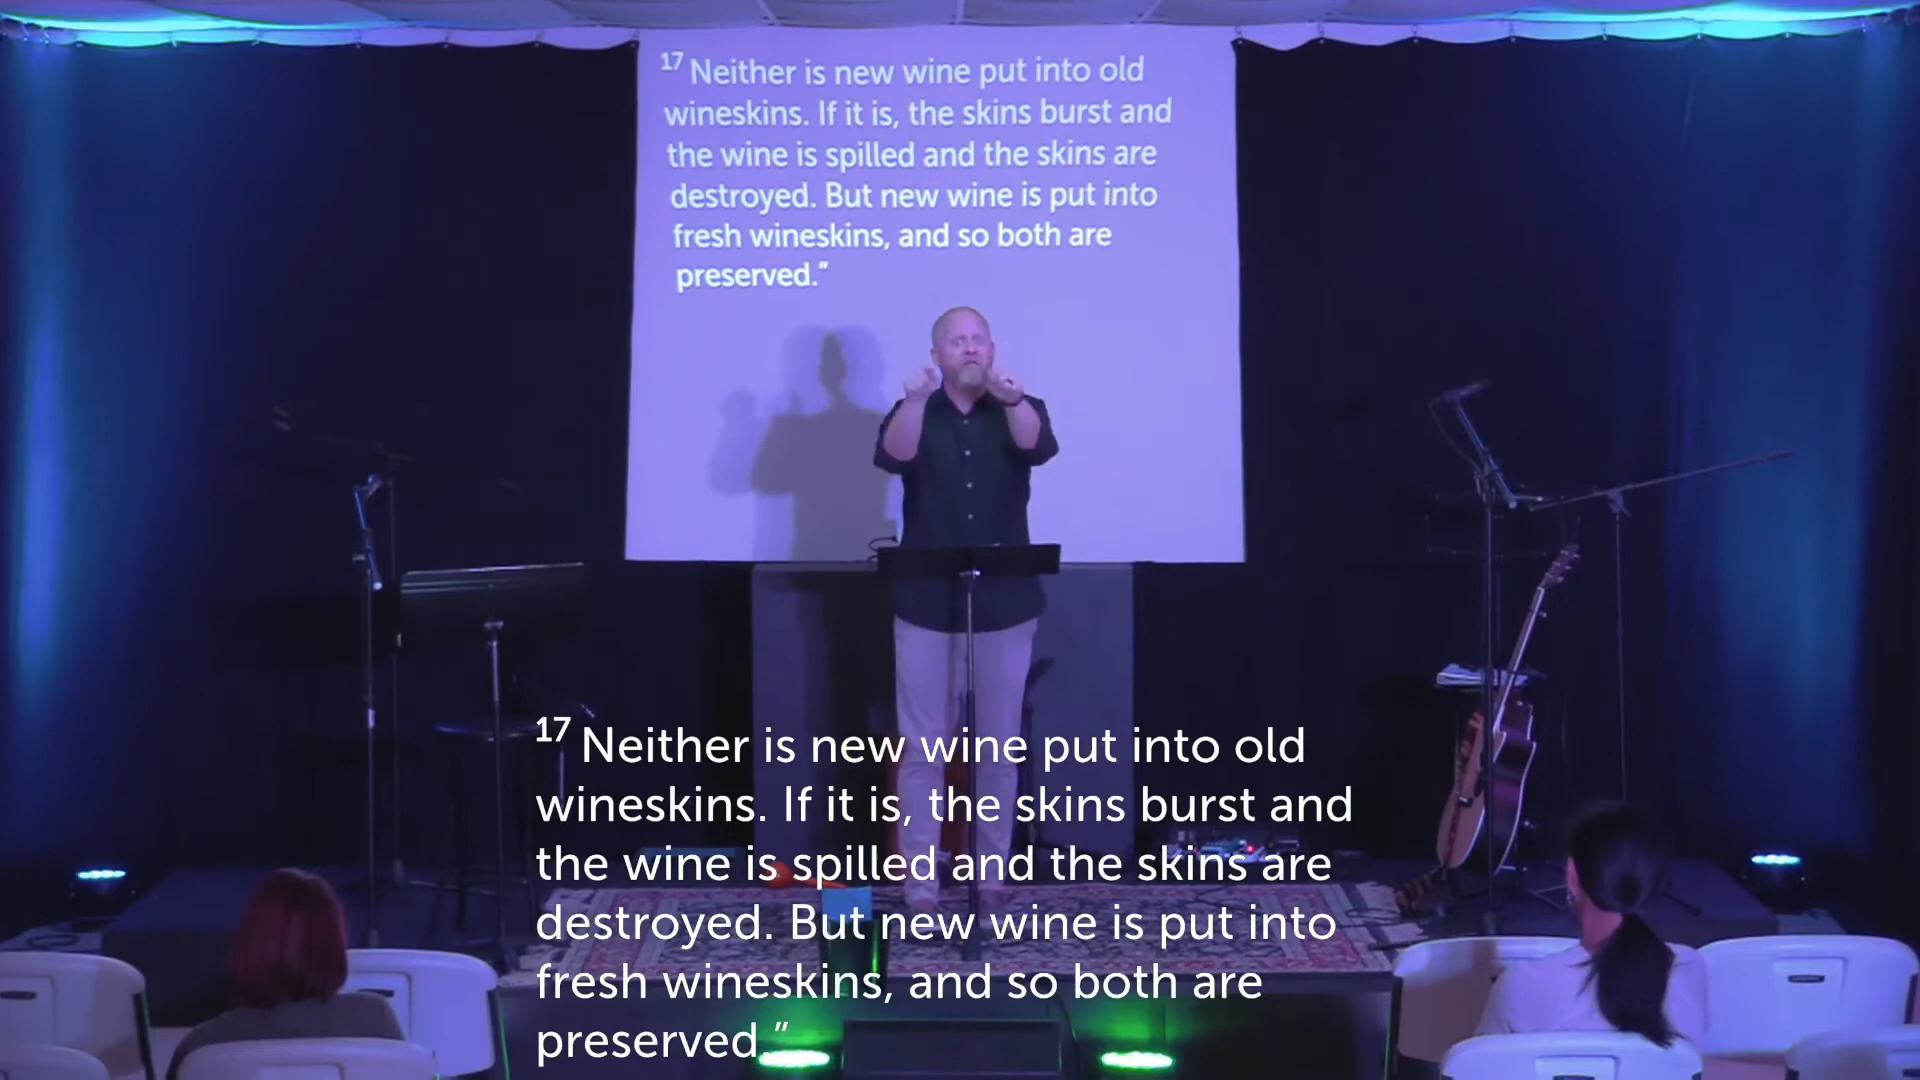 17 Neither is new wine put into old
wineskins. If it is, the skins burst and
the wine is spilled and the skins are
destroyed. But new wine is put into
fresh wineskins, and so both are
preserved.”
17 Neither is new wine put into old
wineskins. If it is, the skins burst and
the wine is spilled and the skins are
destroyed. But new wine is put into
fresh wineskins, and so both are
preserved.”